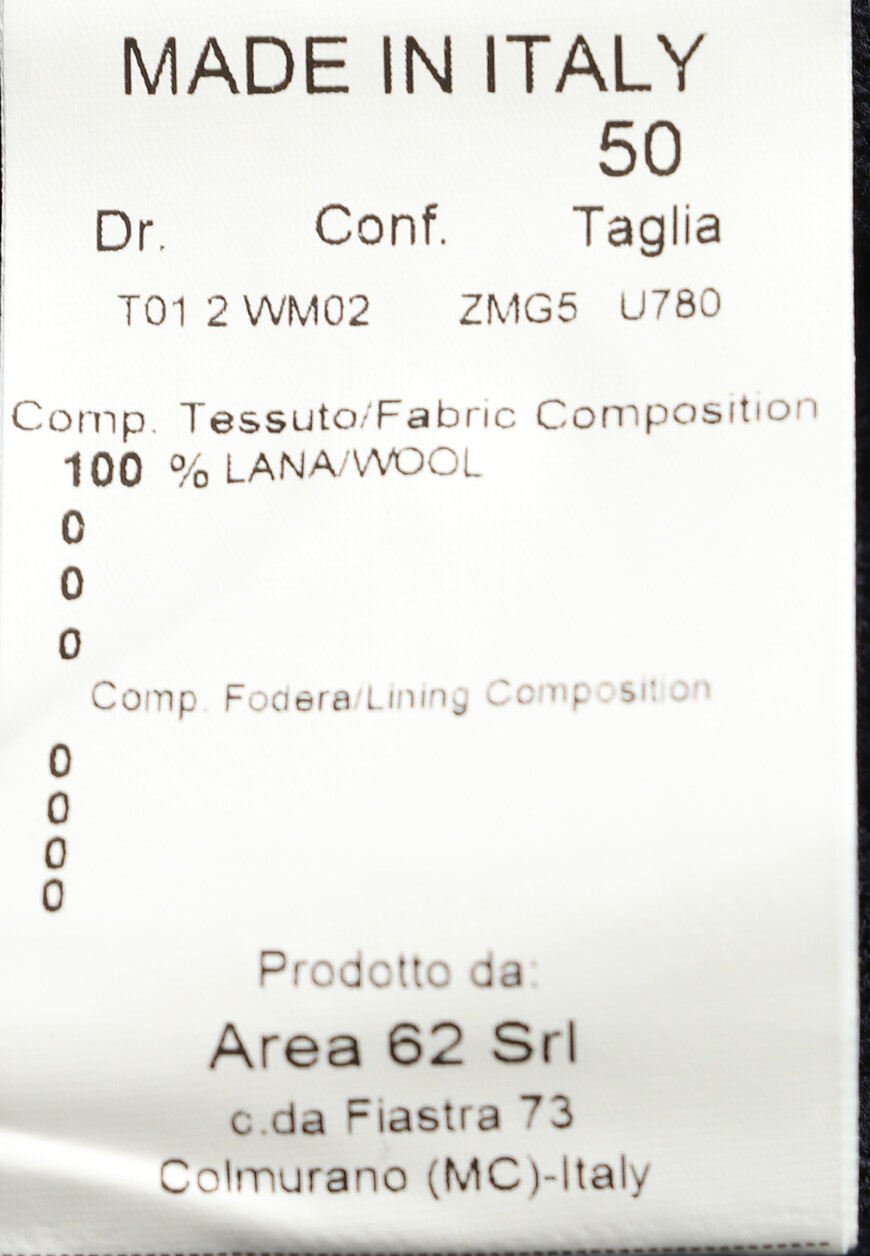 MADE IN ITALY
50
Dr. Conf. Taglia
T01 2 WM02 ZMG5 U780
Comp. Tessuto/Fabric Composition
100 % LANA/WOOL
0
0
0
Comp. Fodera/Lining Composition
0
0
0
0
Prodotto da:
Area 62 Srl
c.da Fiastra 73
Colmurano (MC)-Italy